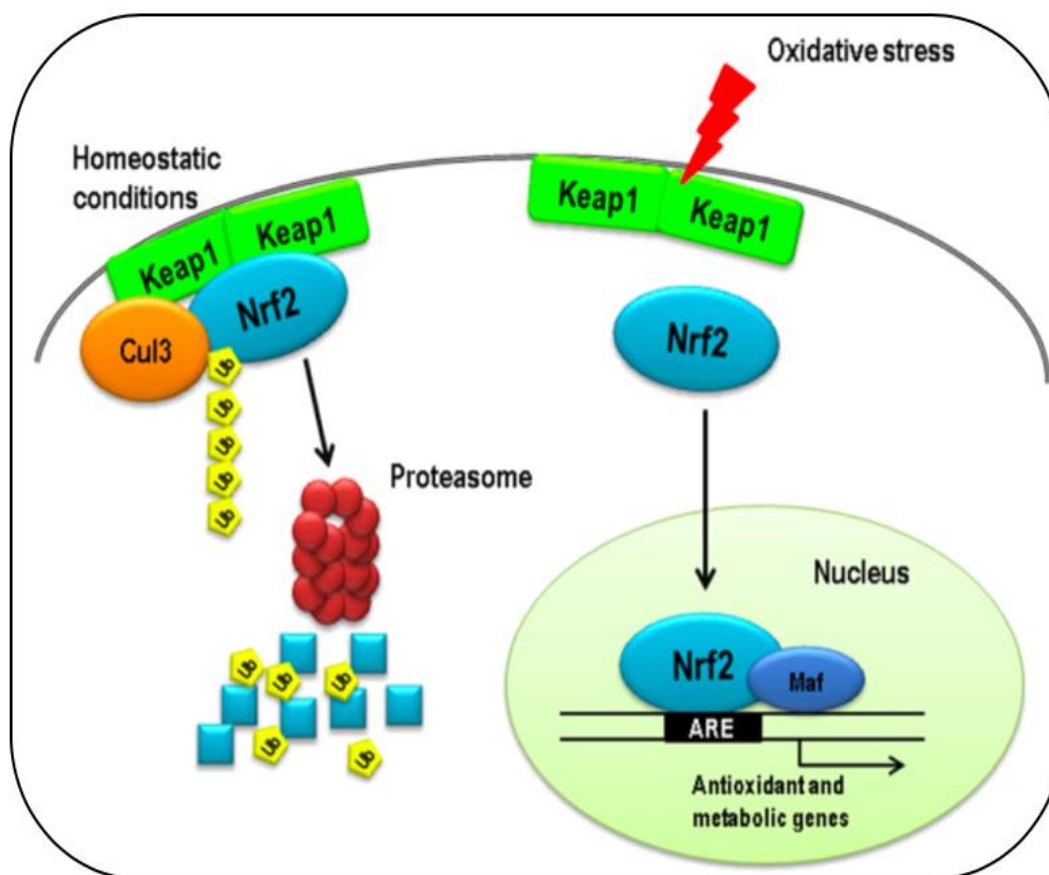 Oxidative stress
Homeostatic
conditions
Keap1
Keap1
Keap1
Keap1
Nrf2
Cul3
Nrf2
Ub
Ub
Ub
Ub
Ub
Proteasome
Nucleus
Nrf2
Maf
ARE
Ub
Ub
Ub
Ub
Ub
Antioxidant and
metabolic genes